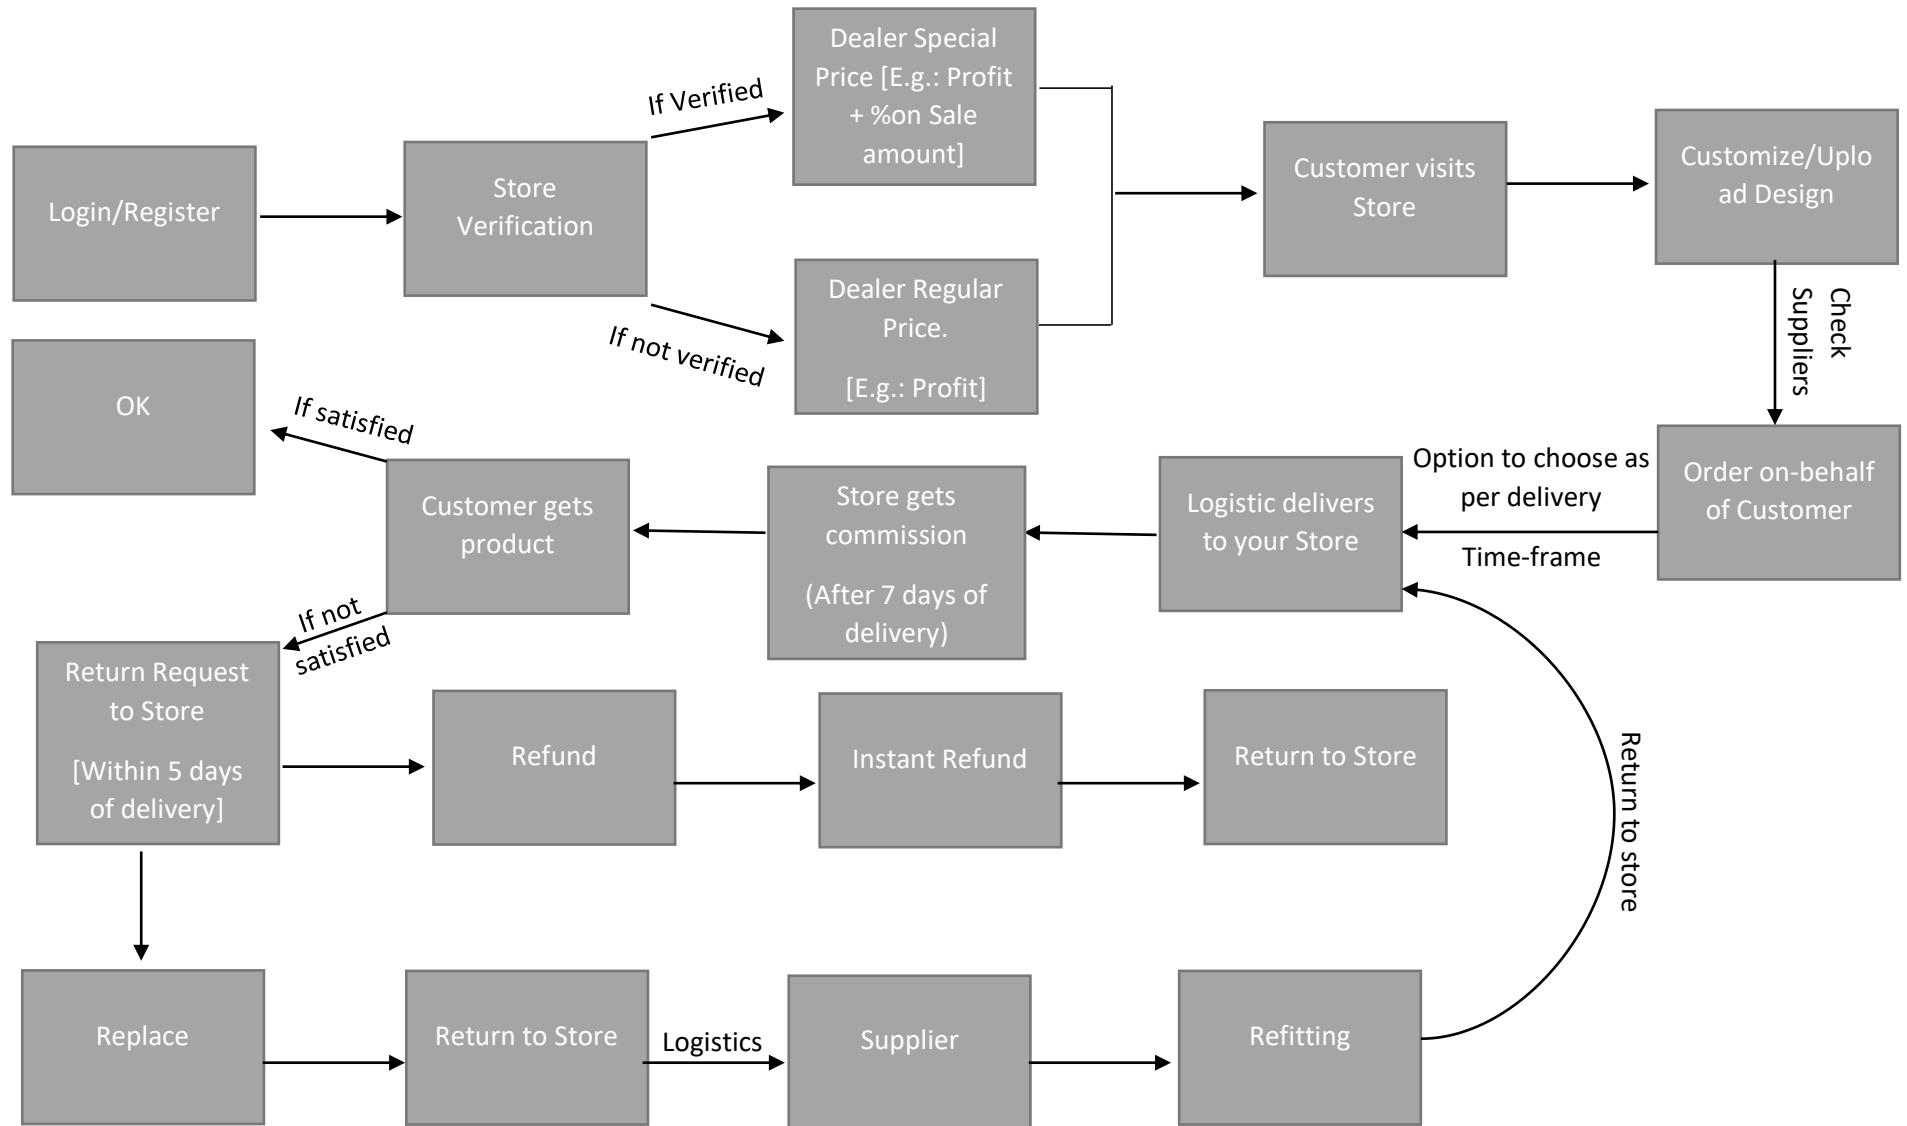 Dealer Special
Price [E.g.: Profit
+ %on Sale
amount]
If Verified
Login/Register
Store
Verification
Customer visits
Store
Customize/Uplo
ad Design
If not verified
Dealer Regular
Price.
[E.g.: Profit]
Check
Suppliers
OK
If satisfied
Customer gets
product
Store gets
commission
(After 7 days of
delivery)
Logistic delivers
to your Store
Option to choose as
per delivery
Time-frame
Order on-behalf
of Customer
If not
satisfied
Return Request
to Store
[Within 5 days
of delivery]
Refund
Instant Refund
Return to Store
Return to store
Replace
Return to Store
Logistics
Supplier
Refitting